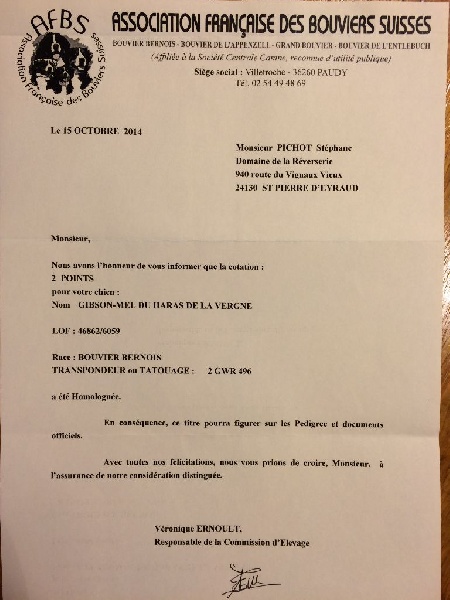 AFBS
Association Française des Bouviers Suisses
ASSOCIATION FRANÇAISE DES BOUVIERS SUISSES
BOUVIER BERNOIS - BOUVIER DE L'APPENZELL - GRAND BOUVIER - BOUVIER DE L'ENTLEBUCH
(Affiliée à la Société Centrale Canine, reconnue d'utilité publique)
Siège social : Villetroche - 36260 PAUDY
Tél. 02 54 49 48 69
Le 15 OCTOBRE 2014
Monsieur PICHOT Stéphane
Domaine de la Réverserie
940 route du Vignaux Vieux
24130 ST PIERRE D'EYRAUD
Monsieur,
Nous avons l'honneur de vous informer que la cotation :
2 POINTS
pour votre chien :
Nom GIBSON-MEL DU HARAS DE LA VERGNE
LOF : 46862/6059
Race : BOUVIER BERNOIS
TRANSPONDEUR ou TATOUAGE : 2 GWR 496
a été Homologuée.
En conséquence, ce titre pourra figurer sur les Pedigree et documents
officiels.
Avec toutes nos félicitations, nous vous prions de croire, Monsieur, à
l'assurance de notre considération distinguée.
Véronique ERNOULT,
Responsable de la Commission d'Elevage